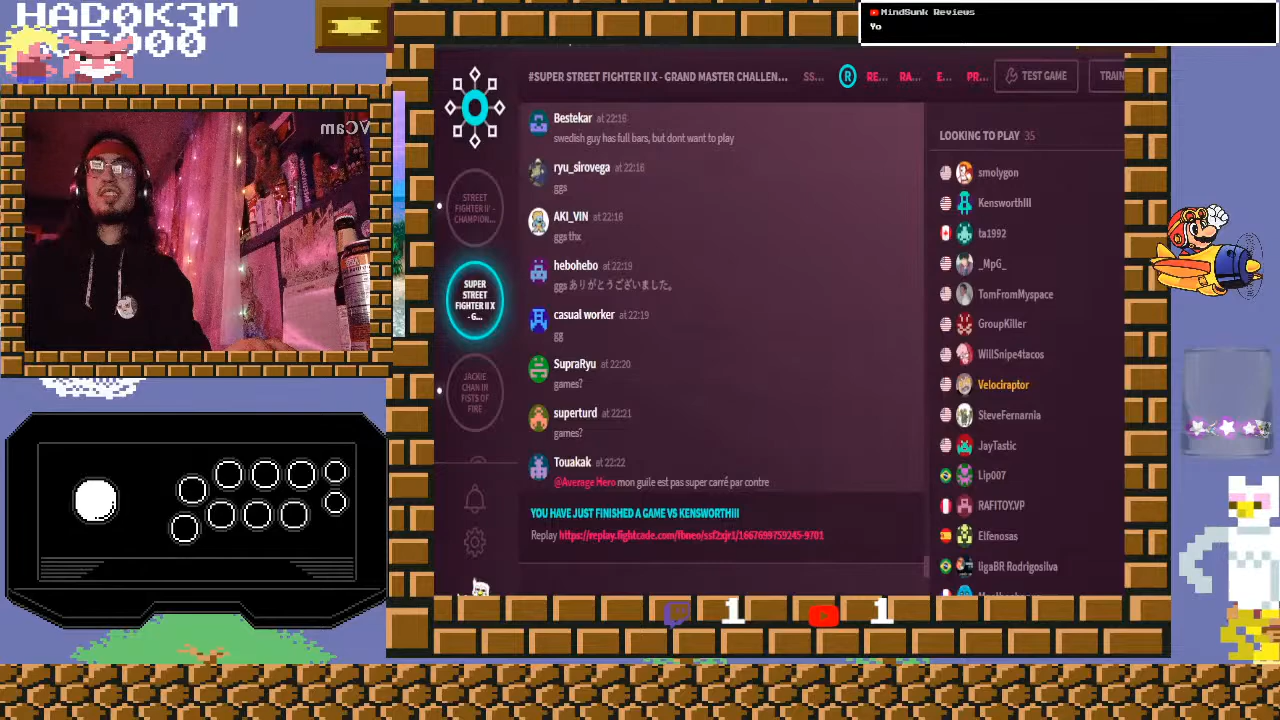 HAD0K3N
MindSunk Reviews
Yo
VCam
#SUPER STREET FIGHTER II X - GRAND MASTER CHALLEN...
SS...
R
RE...
RA...
E...
PR...
TEST GAME
TRAIN
STREET
FIGHTER II' -
CHAMPION...
SUPER
STREET
FIGHTER II X
- G...
JACKIE
CHAN IN
FISTS OF
FIRE
Bestekar at 22:16
swedish guy has full bars, but dont want to play
ryu_sirovega at 22:16
ggs
AKI_VIN at 22:16
ggs thx
hebohebo at 22:19
ggs ありがとうございました。
casual worker at 22:19
gg
SupraRyu at 22:20
games?
superturd at 22:21
games?
Touakak at 22:22
@Average Hero mon guile est pas super carré par contre
YOU HAVE JUST FINISHED A GAME VS KENSWORTHIII
Replay https://replay.fightcade.com/fbneo/ssf2xjr1/1667699759245-9701
LOOKING TO PLAY 35
smolygon
KensworthIII
ta1992
_MpG_
TomFromMyspace
GroupKiller
WillSnipe4tacos
Velociraptor
SteveFernarnia
JayTastic
Lip007
RAFITOY.VP
Elfenosas
ligaBR Rodrigosilva
1
1